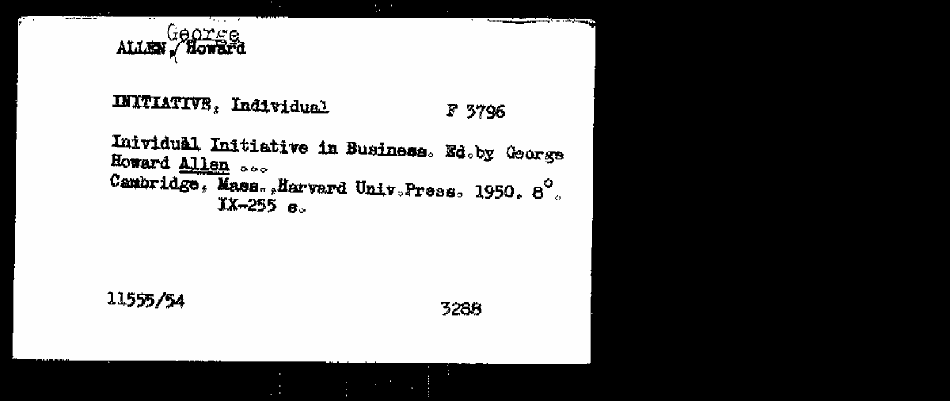 George
ALLEN, Howard
INITIATIVE, Individual F 3796
Inividual Initiative in Business. Ed.by George
Howard Allen ...
Cambridge, Mass.,Harvard Univ.Press. 1950. 8°.
IX-255 s.
11555/54 3288